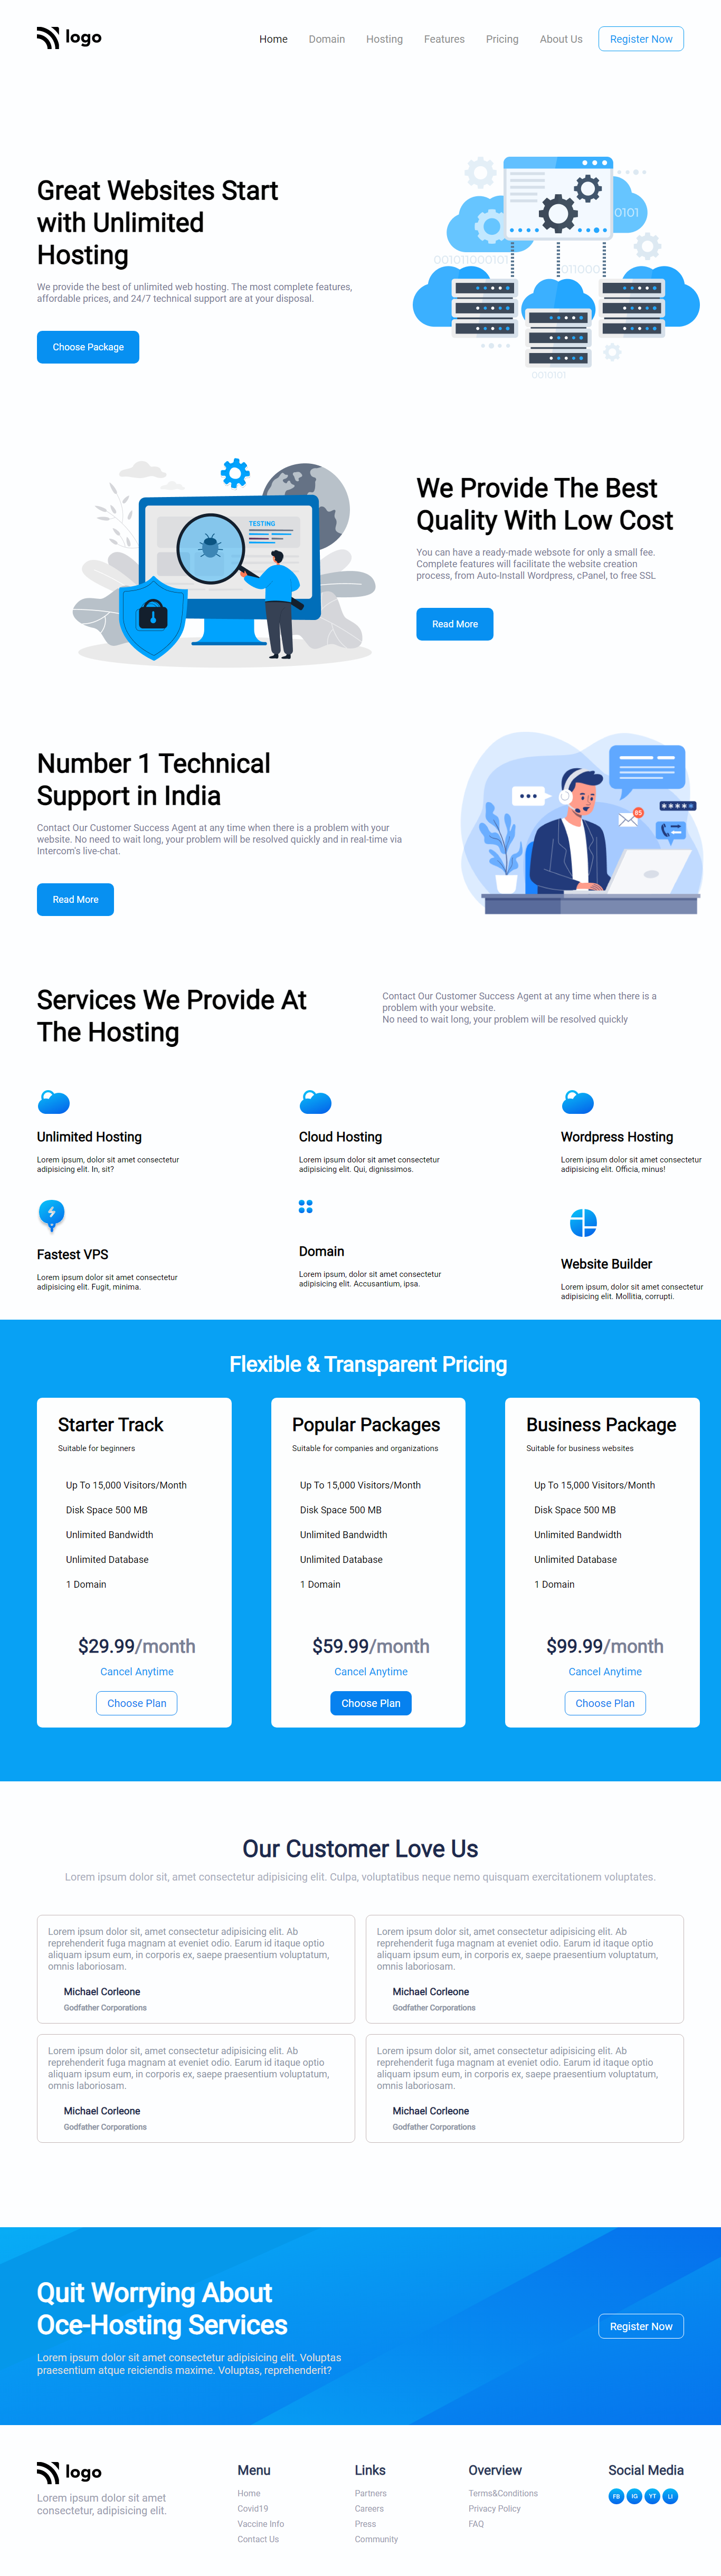 logo
Home Domain Hosting Features Pricing About Us Register Now
Great Websites Start
with Unlimited
Hosting
We provide the best of unlimited web hosting. The most complete features,
affordable prices, and 24/7 technical support are at your disposal.
Choose Package
0101
001011000101
011000
0010101
TESTING
We Provide The Best
Quality With Low Cost
You can have a ready-made websote for only a small fee.
Complete features will facilitate the website creation
process, from Auto-Install Wordpress, cPanel, to free SSL
Read More
Number 1 Technical
Support in India
Contact Our Customer Success Agent at any time when there is a problem with your
website. No need to wait long, your problem will be resolved quickly and in real-time via
Intercom's live-chat.
Read More
85
Services We Provide At
The Hosting
Contact Our Customer Success Agent at any time when there is a
problem with your website.
No need to wait long, your problem will be resolved quickly
Unlimited Hosting
Lorem ipsum, dolor sit amet consectetur
adipisicing elit. In, sit?
Cloud Hosting
Lorem ipsum dolor sit amet consectetur
adipisicing elit. Qui, dignissimos.
Wordpress Hosting
Lorem ipsum dolor sit amet consectetur
adipisicing elit. Officia, minus!
Fastest VPS
Lorem ipsum dolor sit amet consectetur
adipisicing elit. Fugit, minima.
Domain
Lorem ipsum, dolor sit amet consectetur
adipisicing elit. Accusantium, ipsa.
Website Builder
Lorem ipsum, dolor sit amet consectetur
adipisicing elit. Mollitia, corrupti.
Flexible & Transparent Pricing
Starter Track
Suitable for beginners
Up To 15,000 Visitors/Month
Disk Space 500 MB
Unlimited Bandwidth
Unlimited Database
1 Domain
$29.99/month
Cancel Anytime
Choose Plan
Popular Packages
Suitable for companies and organizations
Up To 15,000 Visitors/Month
Disk Space 500 MB
Unlimited Bandwidth
Unlimited Database
1 Domain
$59.99/month
Cancel Anytime
Choose Plan
Business Package
Suitable for business websites
Up To 15,000 Visitors/Month
Disk Space 500 MB
Unlimited Bandwidth
Unlimited Database
1 Domain
$99.99/month
Cancel Anytime
Choose Plan
Our Customer Love Us
Lorem ipsum dolor sit, amet consectetur adipisicing elit. Culpa, voluptatibus neque nemo quisquam exercitationem voluptates.
Lorem ipsum dolor sit, amet consectetur adipisicing elit. Ab
reprehenderit fuga magnam at eveniet odio. Earum id itaque optio
aliquam ipsum eum, in corporis ex, saepe praesentium voluptatum,
omnis laboriosam.
Michael Corleone
Godfather Corporations
Lorem ipsum dolor sit, amet consectetur adipisicing elit. Ab
reprehenderit fuga magnam at eveniet odio. Earum id itaque optio
aliquam ipsum eum, in corporis ex, saepe praesentium voluptatum,
omnis laboriosam.
Michael Corleone
Godfather Corporations
Lorem ipsum dolor sit, amet consectetur adipisicing elit. Ab
reprehenderit fuga magnam at eveniet odio. Earum id itaque optio
aliquam ipsum eum, in corporis ex, saepe praesentium voluptatum,
omnis laboriosam.
Michael Corleone
Godfather Corporations
Lorem ipsum dolor sit, amet consectetur adipisicing elit. Ab
reprehenderit fuga magnam at eveniet odio. Earum id itaque optio
aliquam ipsum eum, in corporis ex, saepe praesentium voluptatum,
omnis laboriosam.
Michael Corleone
Godfather Corporations
Quit Worrying About
Oce-Hosting Services
Lorem ipsum dolor sit amet consectetur adipisicing elit. Voluptas
praesentium atque reiciendis maxime. Voluptas, reprehenderit?
Register Now
logo
Lorem ipsum dolor sit amet
consectetur, adipisicing elit.
Menu
Home
Covid19
Vaccine Info
Contact Us
Links
Partners
Careers
Press
Community
Overview
Terms&Conditions
Privacy Policy
FAQ
Social Media
FB IG YT LI